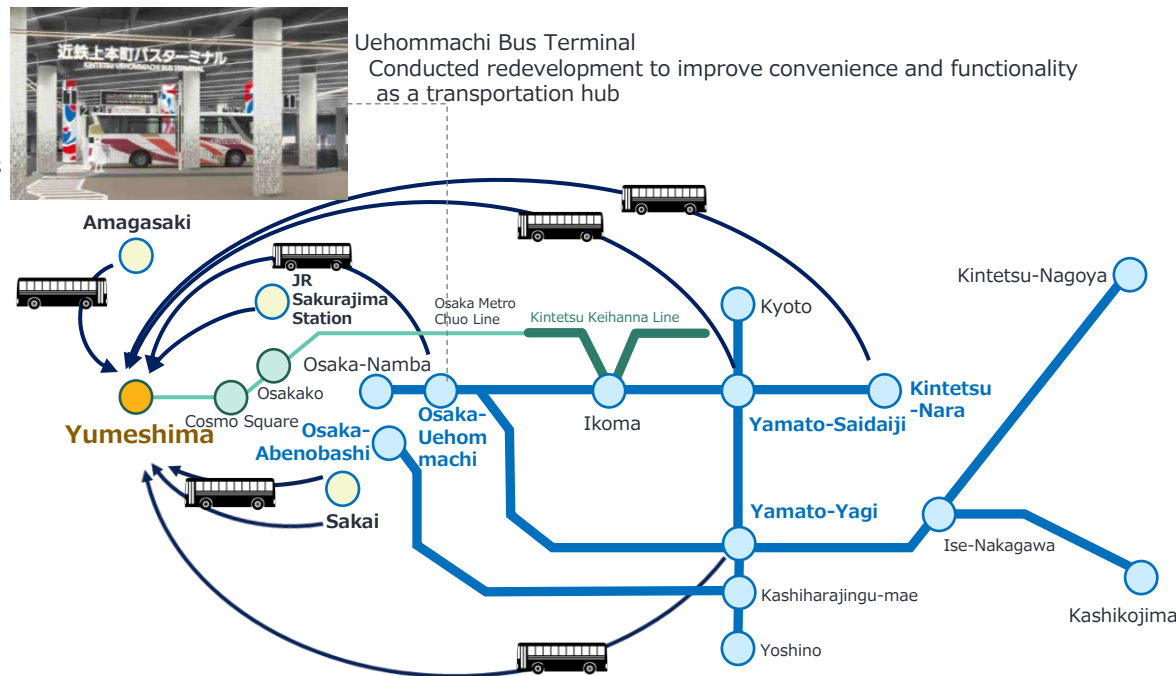 近鉄上本町バスターミナル
KINTETSU UEHOMMACHI BUS TERMINAL
1
2
Uehommachi Bus Terminal
Conducted redevelopment to improve convenience and functionality
as a transportation hub
Amagasaki
JR
Sakurajima
Station
Osaka Metro
Chuo Line
Kintetsu Keihanna Line
Kyoto
Kintetsu-Nagoya
Osaka-Namba
Osakako
Cosmo Square
Yumeshima
Osaka-
Abenobashi
Osaka-
Uehom
machi
Ikoma
Yamato-Saidaiji
Kintetsu
-Nara
Sakai
Yamato-Yagi
Ise-Nakagawa
Kashiharajingu-mae
Kashikojima
Yoshino